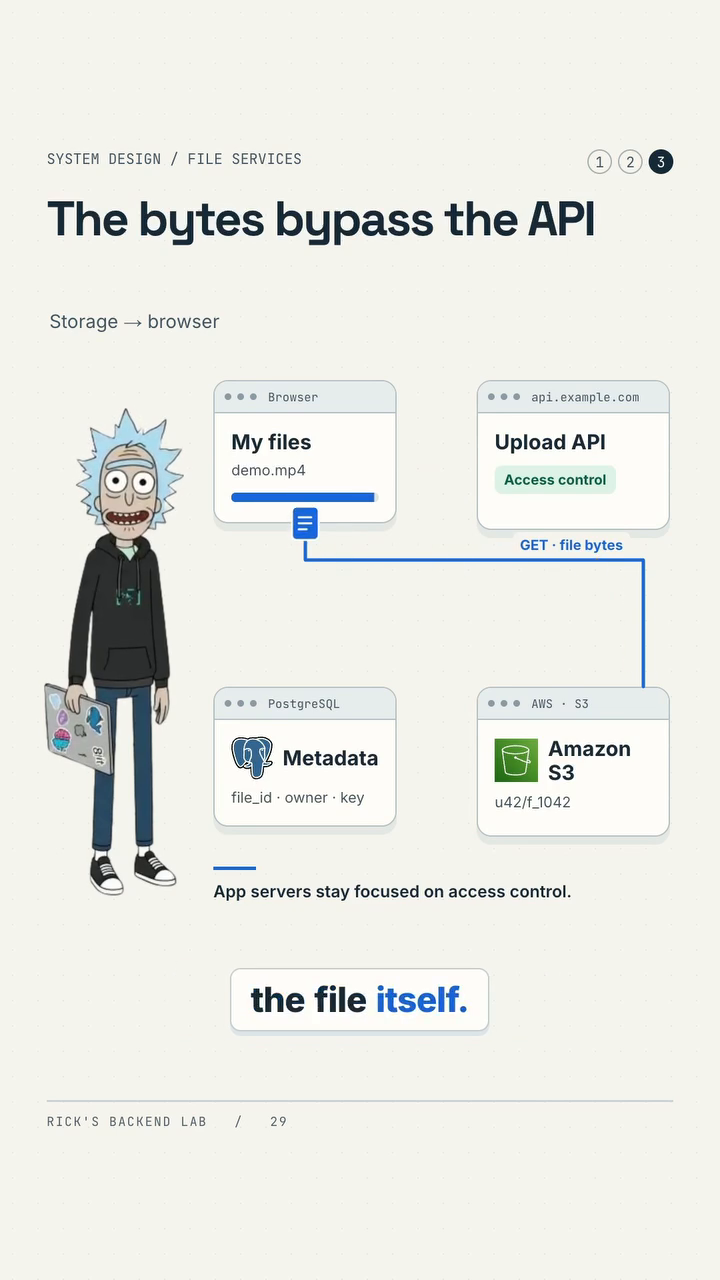 SYSTEM DESIGN / FILE SERVICES
1 2 3
The bytes bypass the API
Storage → browser
Browser
My files
demo.mp4
api.example.com
Upload API
Access control
GET · file bytes
PostgreSQL
Metadata
file_id · owner · key
AWS · S3
Amazon
S3
u42/f_1042
App servers stay focused on access control.
the file itself.
RICK'S BACKEND LAB / 29